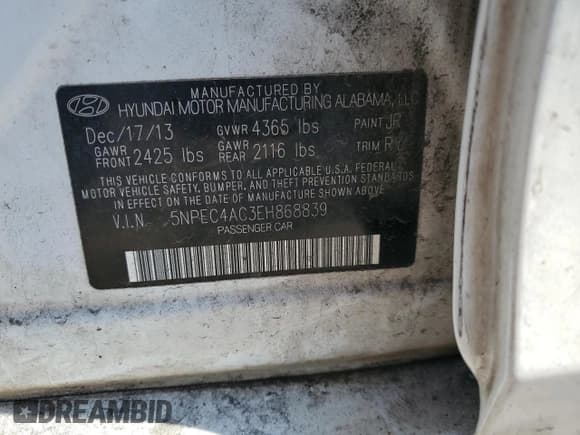 MANUFACTURED BY
HYUNDAI MOTOR MANUFACTURING ALABAMA, LLC
Dec/17/13 GVWR 4365 lbs PAINT JR
GAWR FRONT 2425 lbs GAWR REAR 2116 lbs TRIM
THIS VEHICLE CONFORMS TO ALL APPLICABLE U.S.A. FEDERAL
MOTOR VEHICLE SAFETY, BUMPER, AND THEFT PREVENTION STANDARDS
IN EFFECT ON THE DATE OF MANUFACTURE SHOWN ABOVE.
V.I.N 5NPEC4AC3EH868839
PASSENGER CAR
DREAMBID